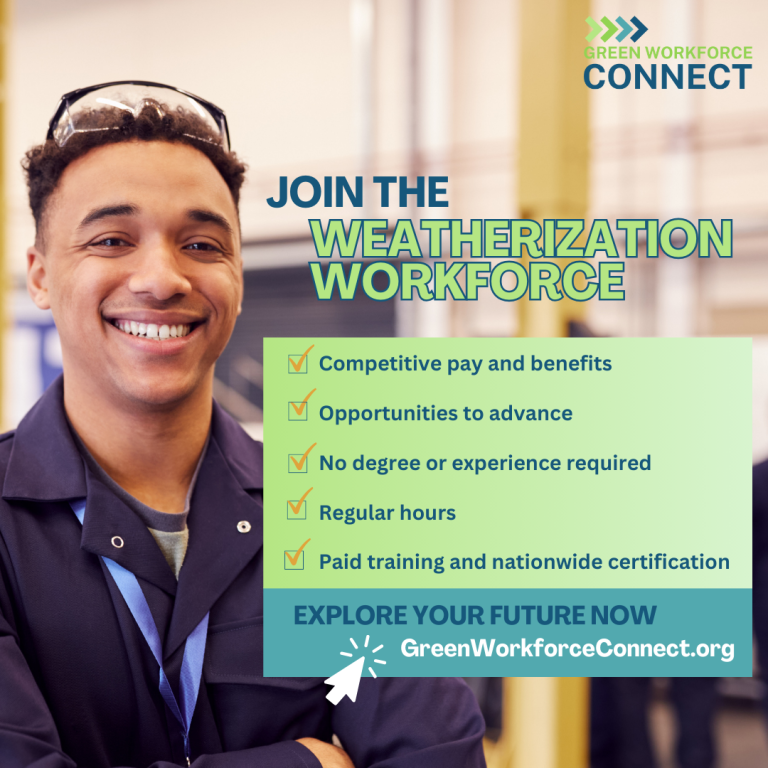 GREEN WORKFORCE
CONNECT
JOIN THE
WEATHERIZATION
WORKFORCE
Competitive pay and benefits
Opportunities to advance
No degree or experience required
Regular hours
Paid training and nationwide certification
EXPLORE YOUR FUTURE NOW
GreenWorkforceConnect.org